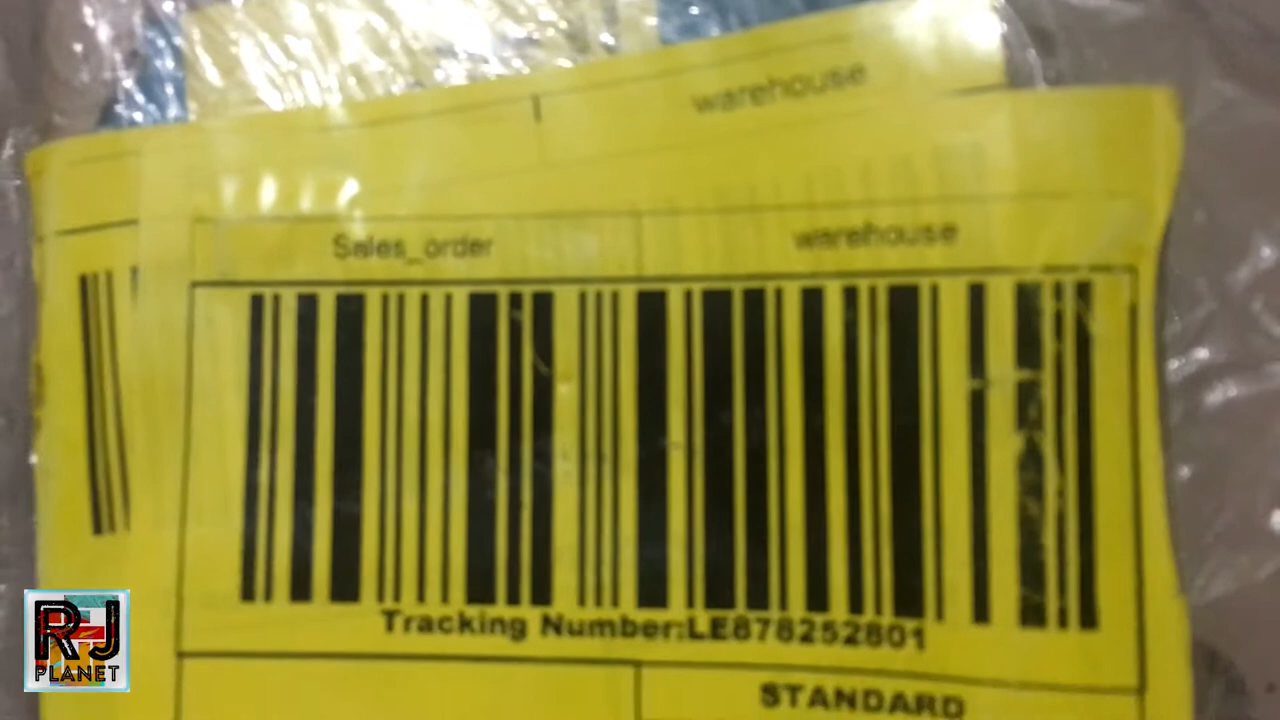 warehouse
Sales_order warehouse
Tracking Number:LE878252801
STANDARD
RJ
PLANET